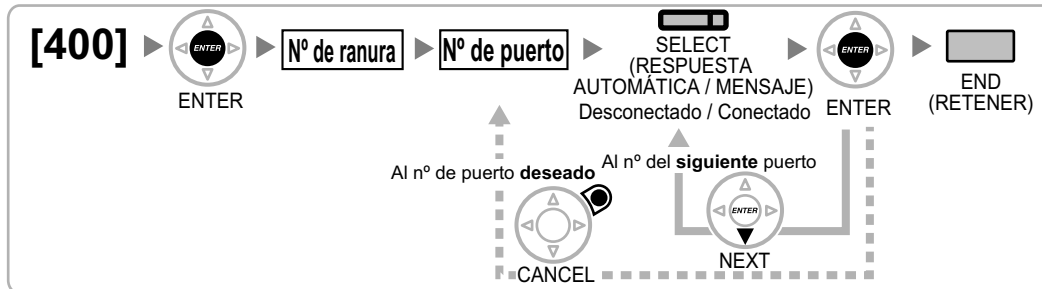 [400]
ENTER
ENTER
Nº de ranura
Nº de puerto
SELECT
(RESPUESTA
AUTOMÁTICA / MENSAJE)
Desconectado / Conectado
ENTER
ENTER
END
(RETENER)
Al nº de puerto deseado
CANCEL
Al nº del siguiente puerto
ENTER
NEXT